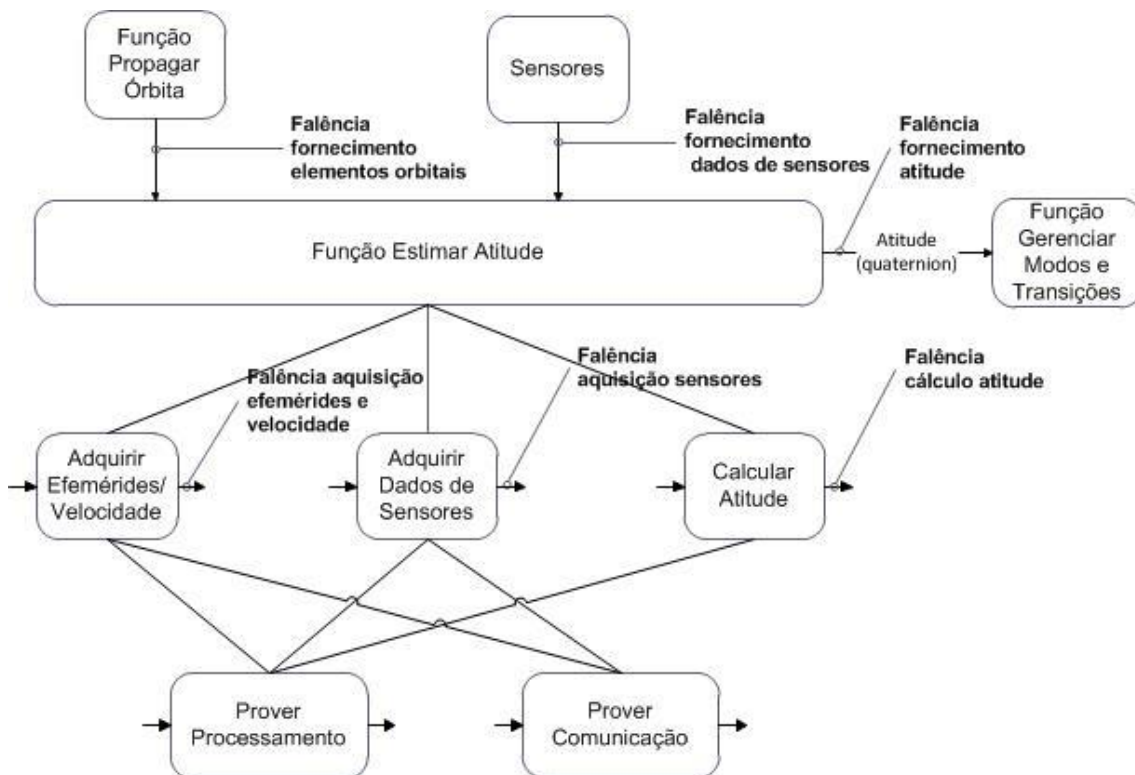 Função
Propagar
Órbita
Sensores
Falência
fornecimento
elementos orbitais
Falência
fornecimento
dados de sensores
Falência
fornecimento
atitude
Função Estimar Atitude
Atitude
(quaternion)
Função
Gerenciar
Modos e
Transições
Falência aquisição
efemérides e
velocidade
Falência
aquisição sensores
Falência
cálculo atitude
Adquirir
Efemérides/
Velocidade
Adquirir
Dados de
Sensores
Calcular
Atitude
Prover
Processamento
Prover
Comunicação